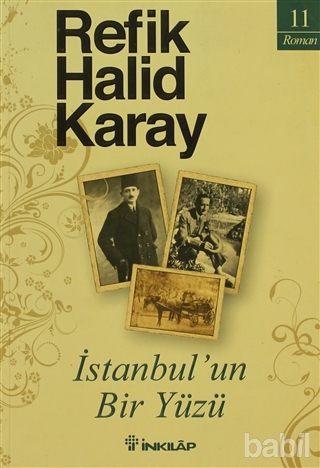 11
Roman
Refik
Halid
Karay
İstanbul'un
Bir Yüzü
İNKILÂP
babil